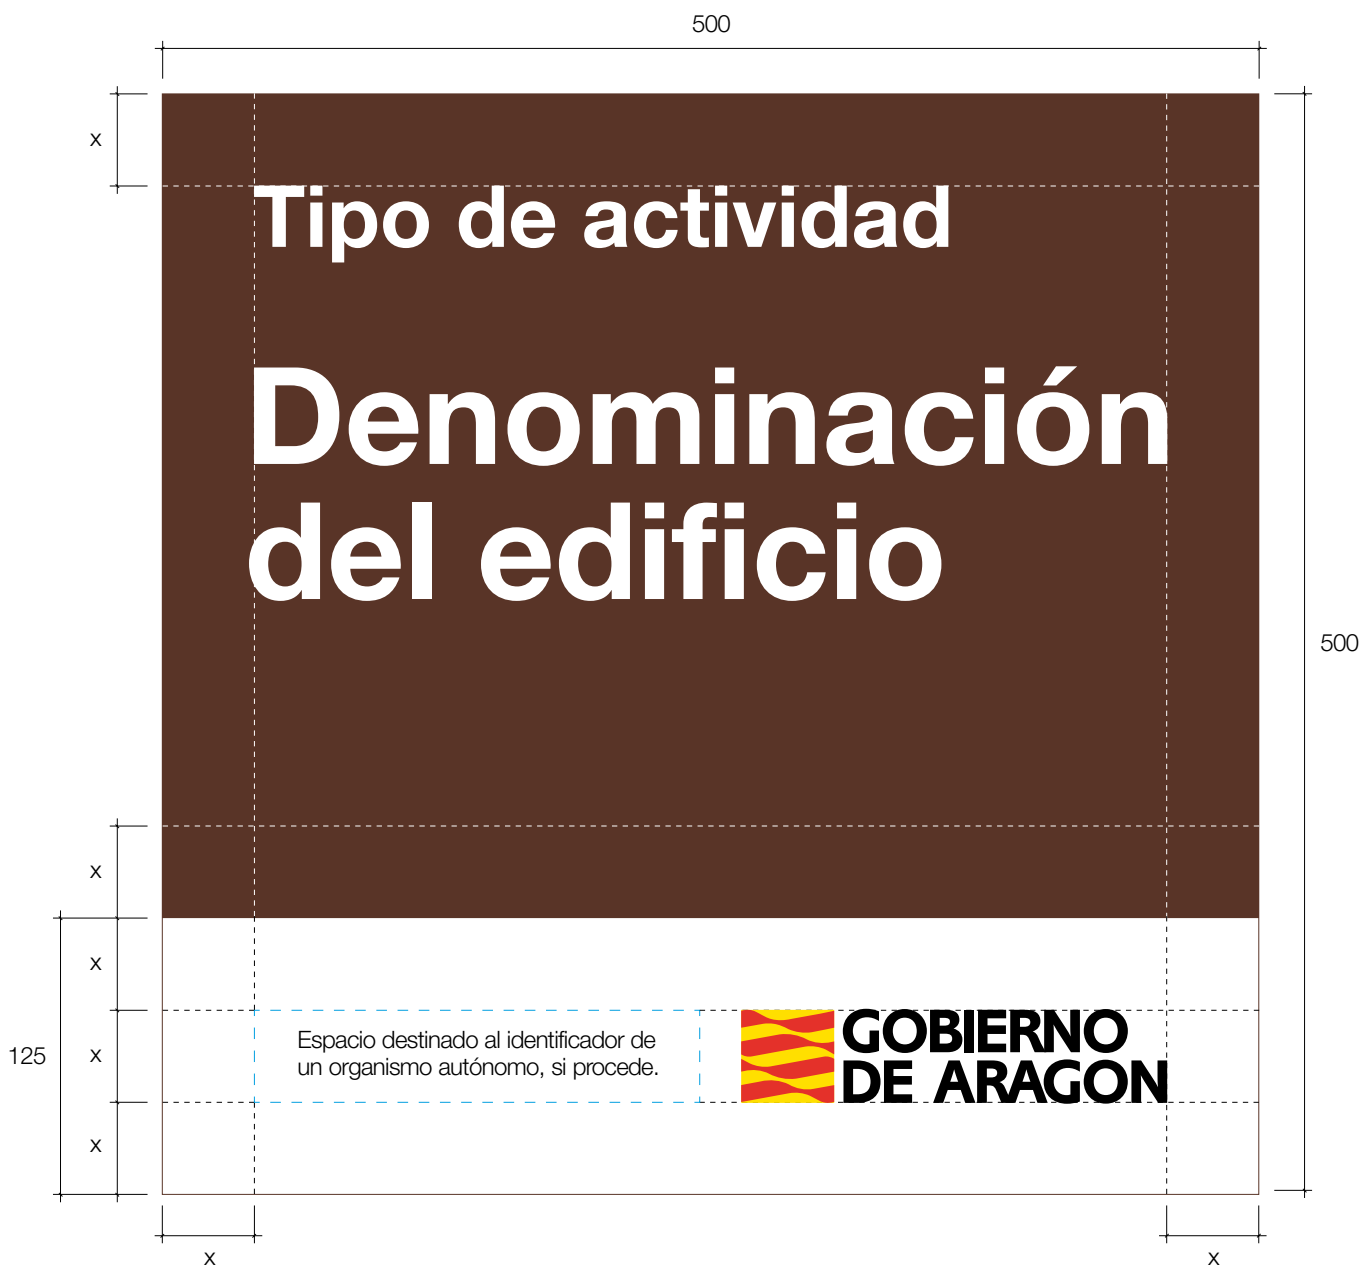 500
x
Tipo de actividad
Denominación
del edificio
500
x
x
125
x
Espacio destinado al identificador de
un organismo autónomo, si procede.
GOBIERNO
DE ARAGON
x
x
x